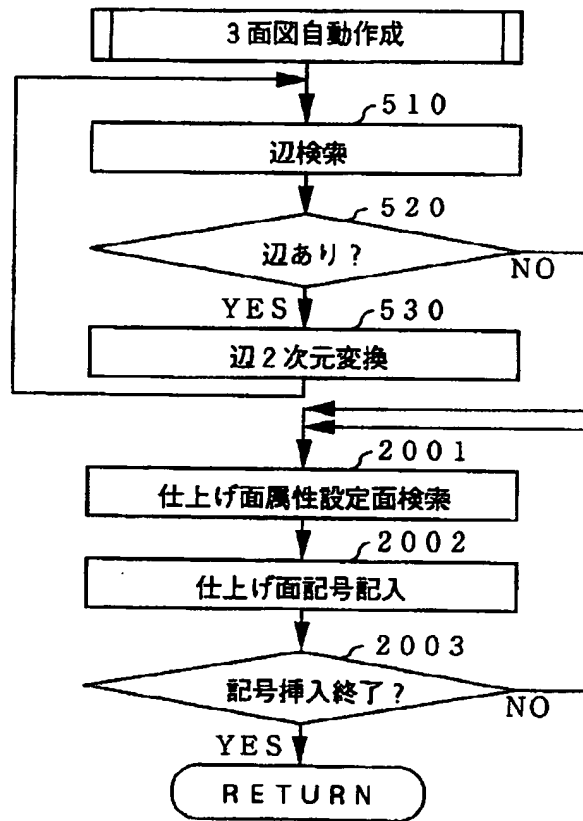 3面図自動作成
510
辺検索
520
辺あり?
NO
YES
530
辺2次元変換
2001
仕上げ面属性設定面検索
2002
仕上げ面記号記入
2003
記号挿入終了?
NO
YES
RETURN